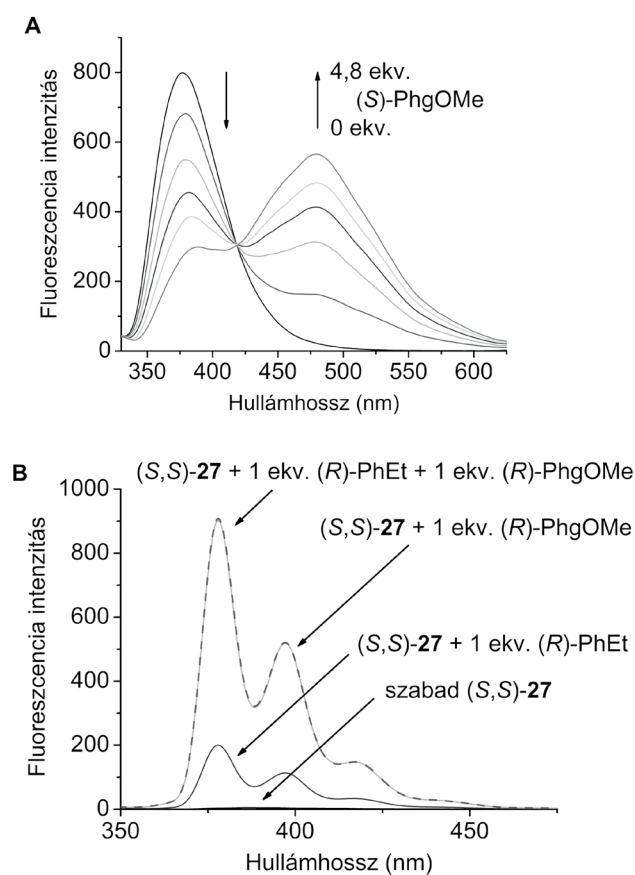 A
Fluoreszcencia intenzitás
800
600
400
200
0
4,8 ekv.
(S)-PhgOMe
0 ekv.
350 400 450 500 550 600
Hullámhossz (nm)
B
(S,S)-27 + 1 ekv. (R)-PhEt + 1 ekv. (R)-PhgOMe
(S,S)-27 + 1 ekv. (R)-PhgOMe
(S,S)-27 + 1 ekv. (R)-PhEt
szabad (S,S)-27
Fluoreszcencia intenzitás
1000
800
600
400
200
0
350 400 450
Hullámhossz (nm)